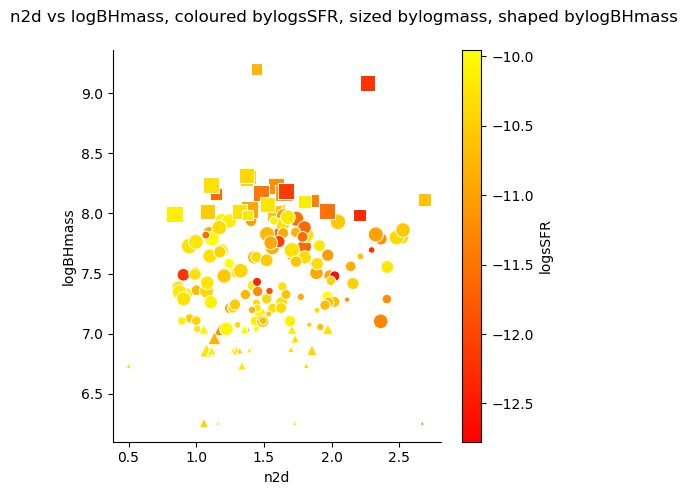 n2d vs logBHmass, coloured bylogsSFR, sized bylogmass, shaped bylogBHmass
9.0
8.5
8.0
7.5
7.0
6.5
logBHmass
0.5 1.0 1.5 2.0 2.5
n2d
−10.0
−10.5
−11.0
−11.5
−12.0
−12.5
logsSFR